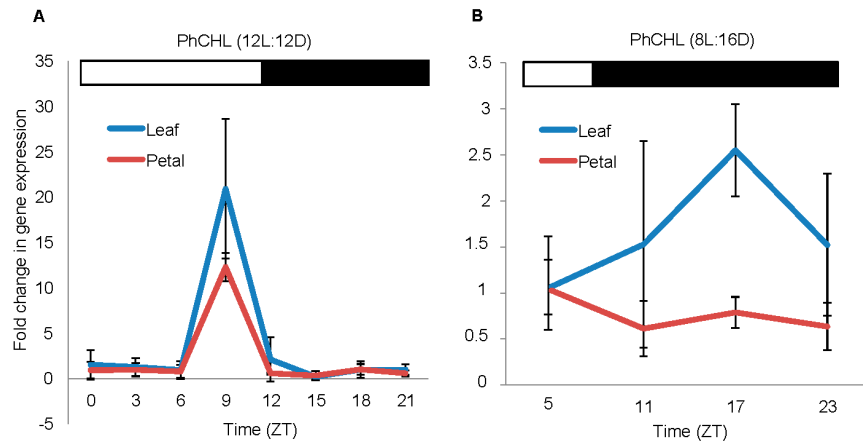 A
PhCHL (12L:12D)
35
30
25
20
15
10
5
0
-5
Fold change in gene expression
Leaf
Petal
0 3 6 9 12 15 18 21
Time (ZT)
B
PhCHL (8L:16D)
3.5
3
2.5
2
1.5
1
0.5
0
Leaf
Petal
5 11 17 23
Time (ZT)